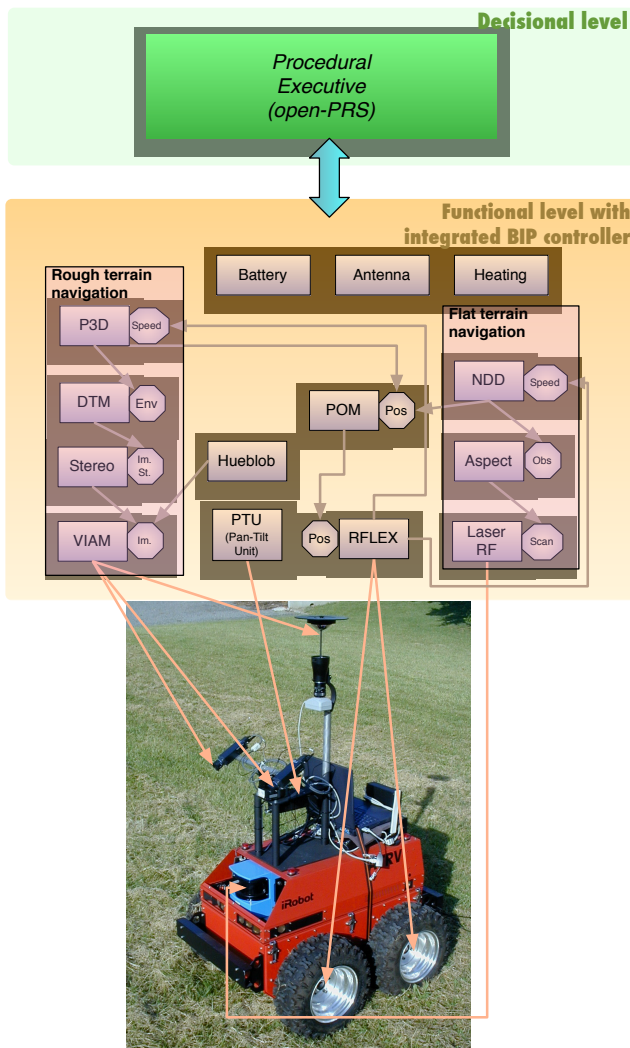 Decisional level
Procedural
Executive
(open-PRS)
Functional level with
integrated BIP controller
Battery
Antenna
Heating
Rough terrain
navigation
P3D
Speed
DTM
Env
Stereo
Im.
St.
VIAM
Im.
Hueblob
POM
Pos
PTU
(Pan-Tilt
Unit)
Pos
RFLEX
Flat terrain
navigation
NDD
Speed
Aspect
Obs
Laser
RF
Scan
iRobot
RV